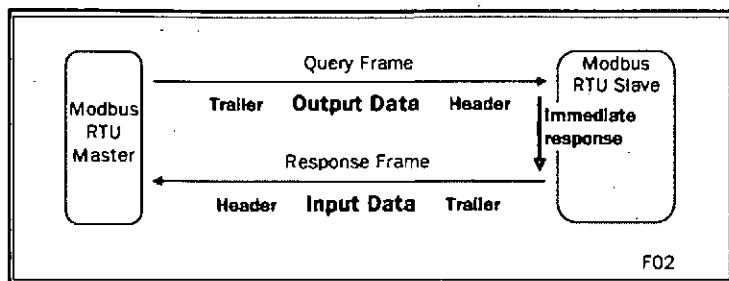 Query Frame
Trailer Output Data Header
Modbus
RTU
Master
Modbus
RTU Slave
Immediate
response
Response Frame
Header Input Data Trailer
F02